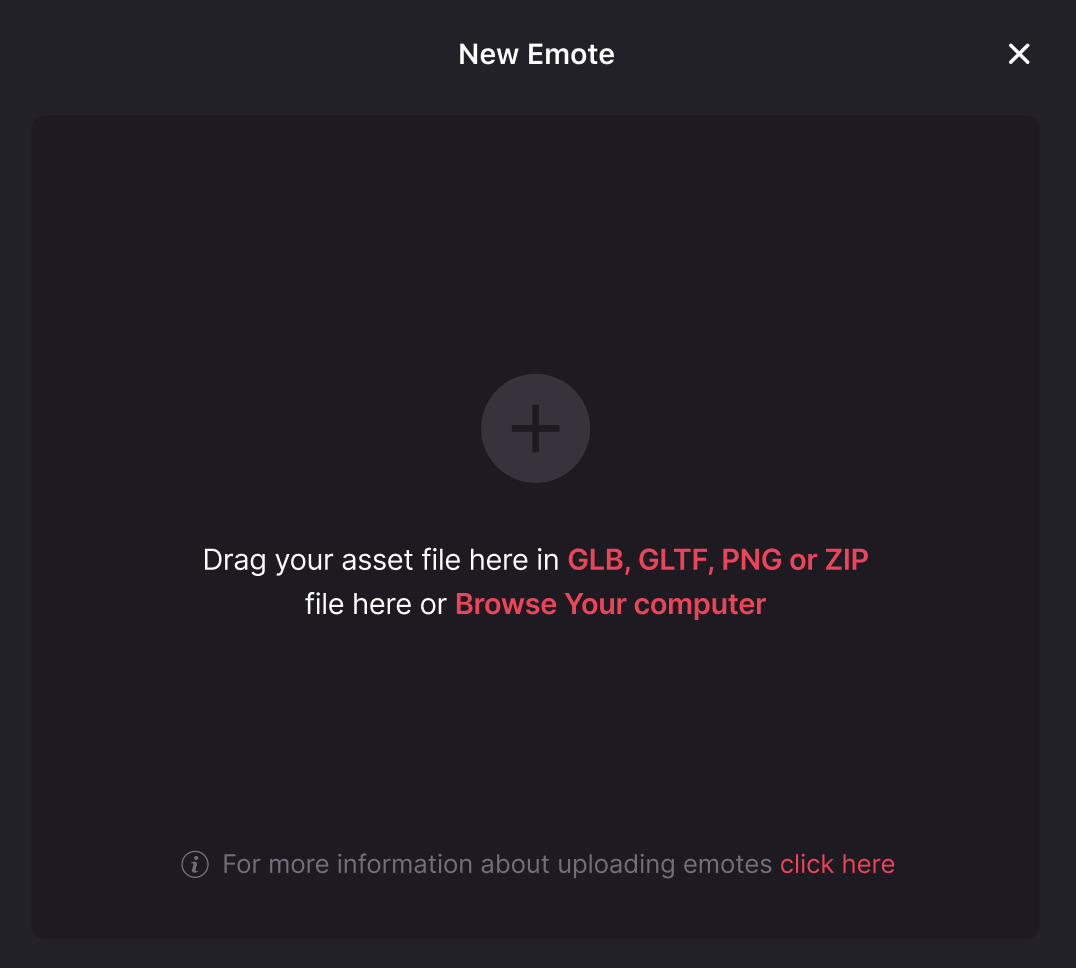 New Emote
Drag your asset file here in GLB, GLTF, PNG or ZIP
file here or Browse Your computer
For more information about uploading emotes click here